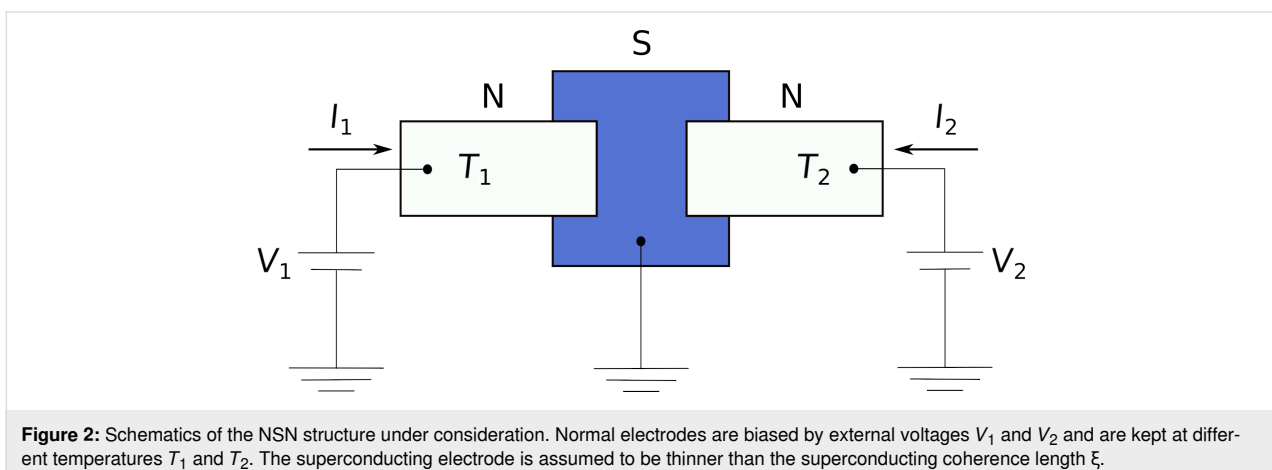 S
N N
I1 I2
T1 T2
V1 V2
Figure 2: Schematics of the NSN structure under consideration. Normal electrodes are biased by external voltages V1 and V2 and are kept at differ-
ent temperatures T1 and T2. The superconducting electrode is assumed to be thinner than the superconducting coherence length ξ.